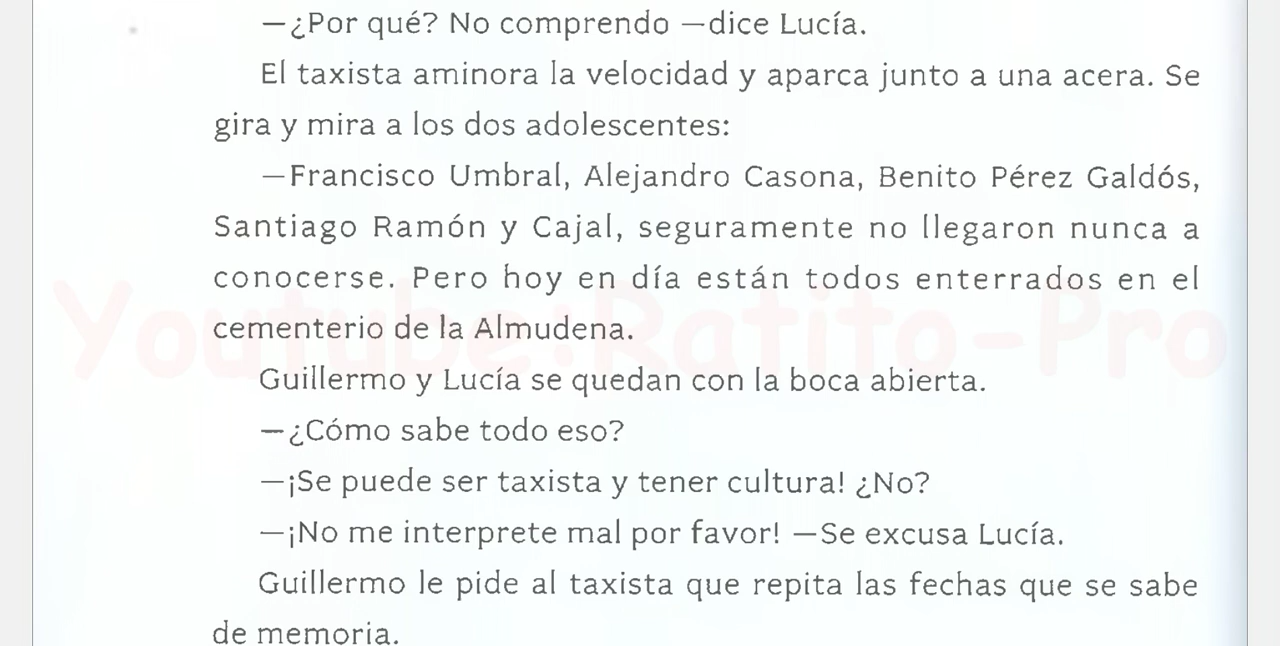 —¿Por qué? No comprendo —dice Lucía.
El taxista aminora la velocidad y aparca junto a una acera. Se
gira y mira a los dos adolescentes:
—Francisco Umbral, Alejandro Casona, Benito Pérez Galdós,
Santiago Ramón y Cajal, seguramente no llegaron nunca a
conocerse. Pero hoy en día están todos enterrados en el
Youtube:Ratito-Pro
cementerio de la Almudena.
Guillermo y Lucía se quedan con la boca abierta.
—¿Cómo sabe todo eso?
—¡Se puede ser taxista y tener cultura! ¿No?
—¡No me interprete mal por favor! —Se excusa Lucía.
Guillermo le pide al taxista que repita las fechas que se sabe
de memoria.